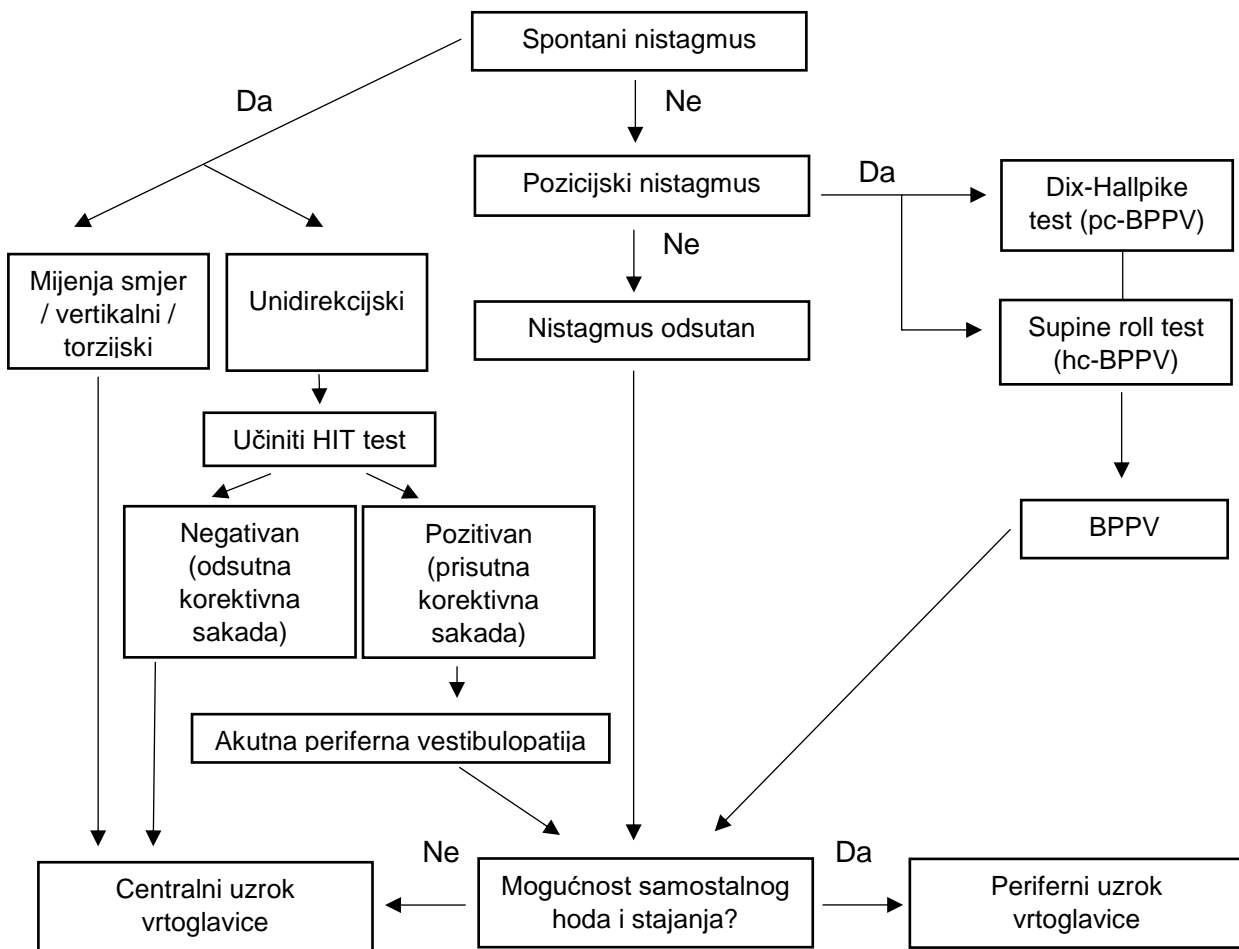 Spontani nistagmus
Da
Ne
Pozicijski nistagmus
Da
Dix-Hallpike
test (pc-BPPV)
Ne
Mijenja smjer
/ vertikalni /
torzijski
Unidirekcijski
Nistagmus odsutan
Supine roll test
(hc-BPPV)
Učiniti HIT test
Negativan
(odsutna
korektivna
sakada)
Pozitivan
(prisutna
korektivna
sakada)
BPPV
Akutna periferna vestibulopatija
Ne
Da
Centralni uzrok
vrtoglavice
Mogućnost samostalnog
hoda i stajanja?
Periferni uzrok
vrtoglavice